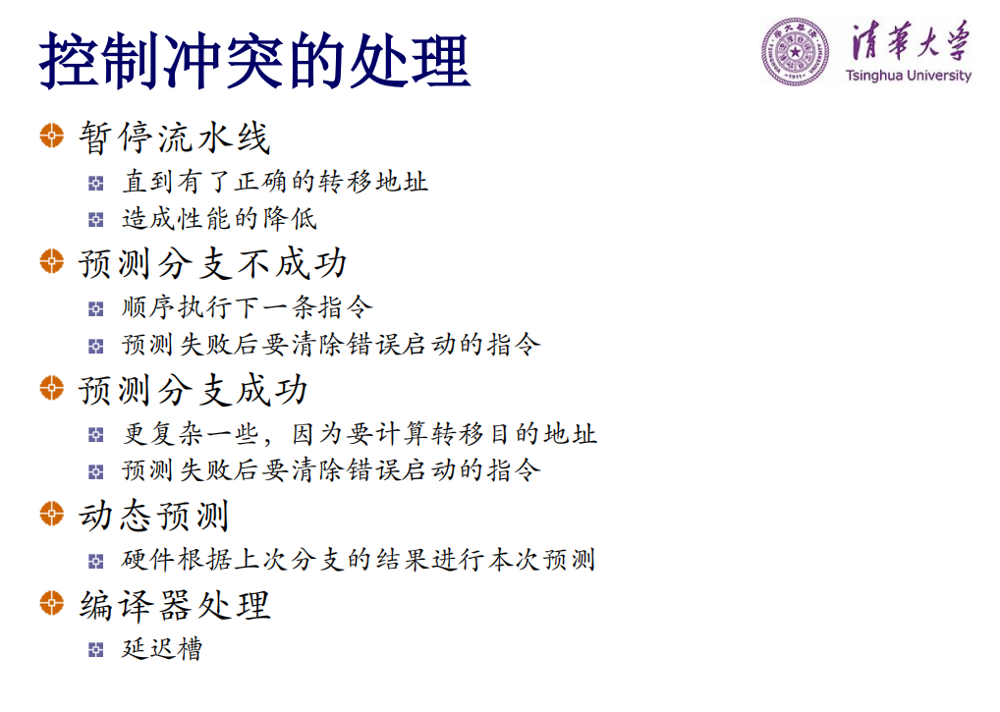 控制冲突的处理
清华大学
Tsinghua University
暂停流水线
直到有了正确的转移地址
造成性能的降低
预测分支不成功
顺序执行下一条指令
预测失败后要清除错误启动的指令
预测分支成功
更复杂一些，因为要计算转移目的地址
预测失败后要清除错误启动的指令
动态预测
硬件根据上次分支的结果进行本次预测
编译器处理
延迟槽